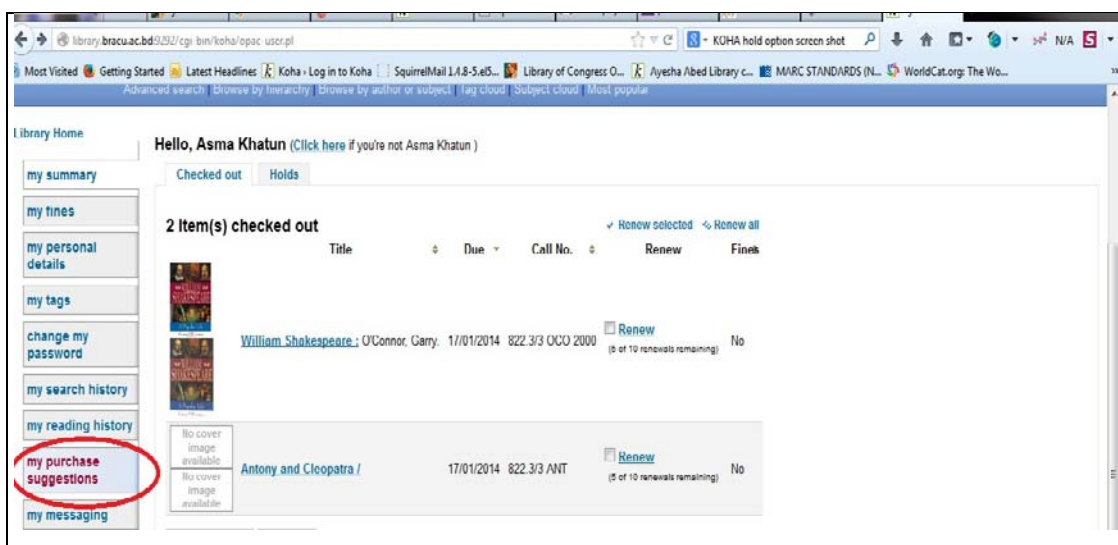 library.bracu.ac.bd:9292/cgi-bin/koha/opac-user.pl
KOHA hold option screen shot
N/A
Most Visited Getting Started Latest Headlines Koha › Log in to Koha SquirrelMail 1.4.8-5.el5... Library of Congress O... Ayesha Abed Library c... MARC STANDARDS (N... WorldCat.org: The Wo...
Advanced search | Browse by hierarchy | Browse by author or subject | Tag cloud | Subject cloud | Most popular
Library Home
Hello, Asma Khatun (Click here if you're not Asma Khatun )
my summary
my fines
my personal
details
my tags
change my
password
my search history
my reading history
my purchase
suggestions
my messaging
Checked out Holds
2 Item(s) checked out
Renew selected Renew all
Title Due Call No. Renew Fines
William Shakespeare : O'Connor, Garry. 17/01/2014 822.3/3 OCO 2000 Renew No
of 10 renewals remaining)
No cover
image
available
No cover
image
available
Antony and Cleopatra / 17/01/2014 822.3/3 ANT Renew No
of 10 renewals remaining)